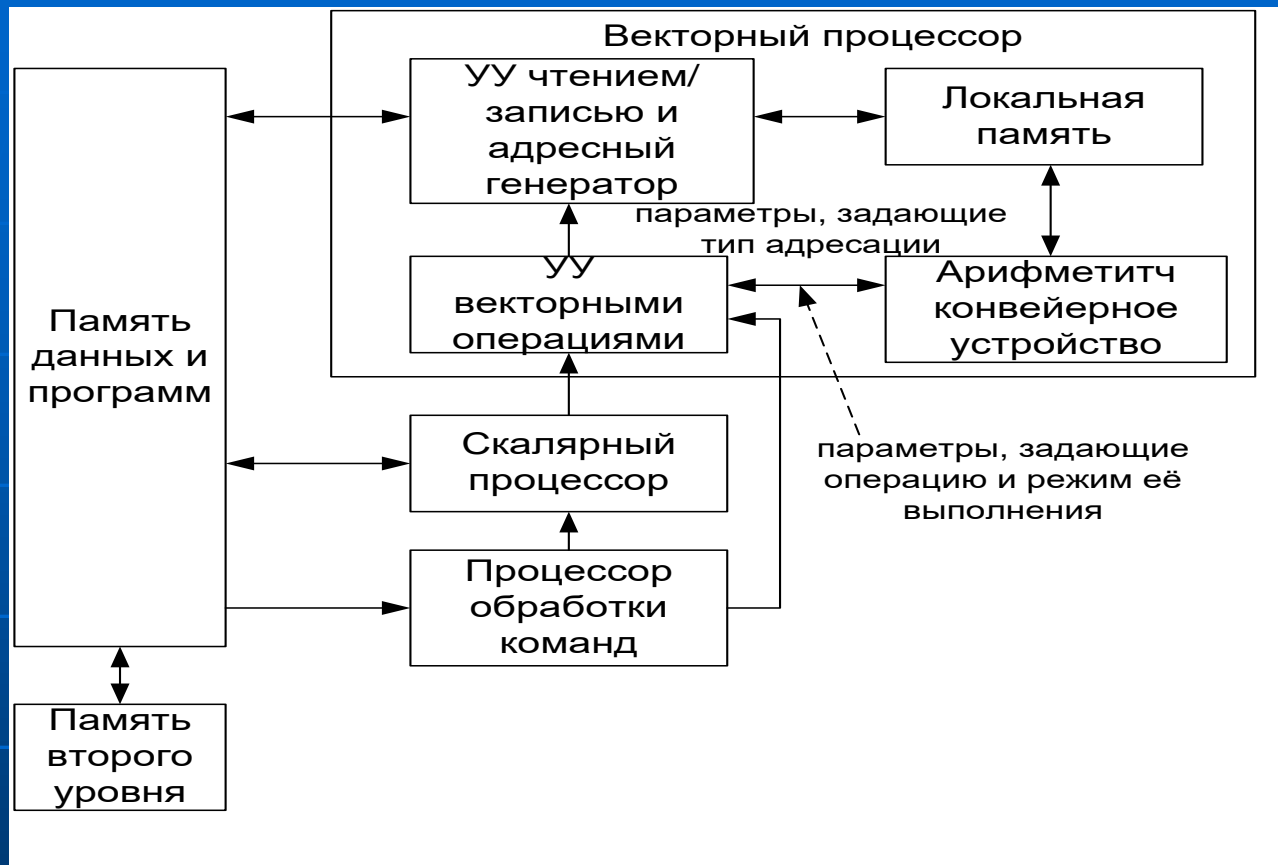 Векторный процессор
УУ чтением/
записью и
адресный
генератор
Локальная
память
параметры, задающие
тип адресации
УУ
векторными
операциями
Арифметитч
конвейерное
устройство
Память
данных и
программ
Скалярный
процессор
параметры, задающие
операцию и режим её
выполнения
Процессор
обработки
команд
Память
второго
уровня